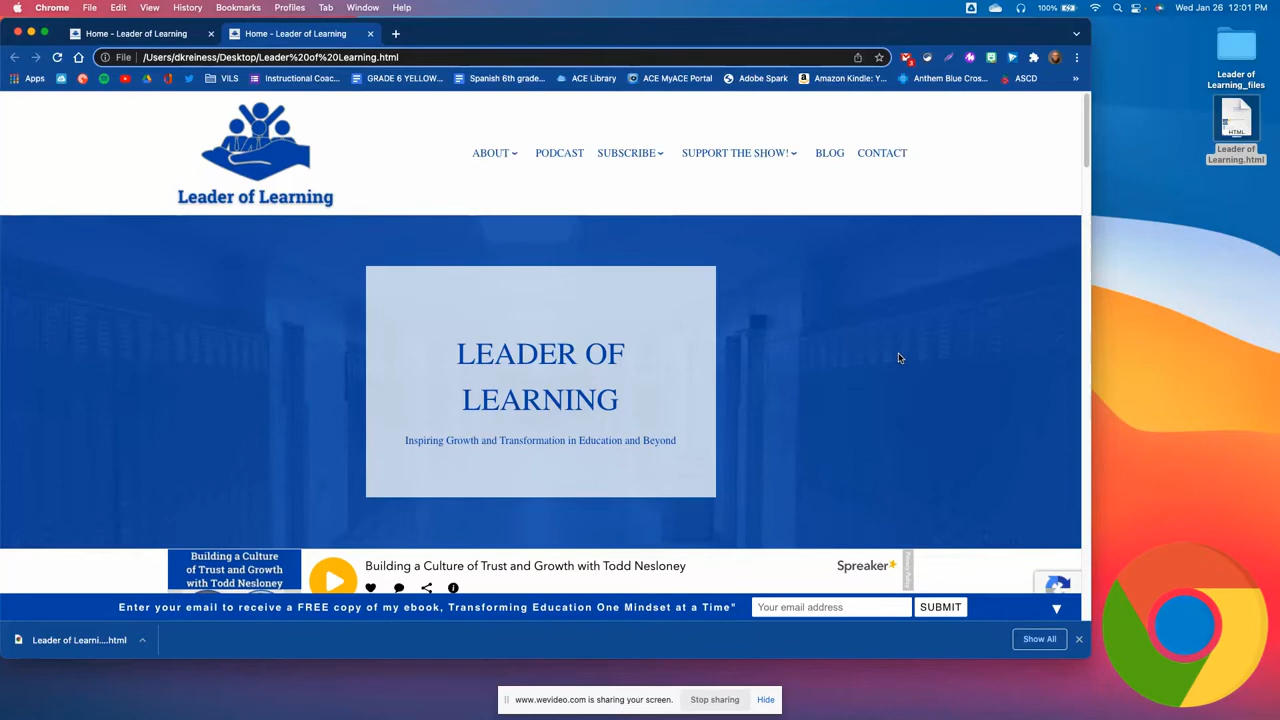 Chrome File Edit View History Bookmarks Profiles Tab Window Help 100% Wed Jan 26 12:01 PM
Home - Leader of Learning Home - Leader of Learning
File /Users/dkreiness/Desktop/Leader%20of%20Learning.html
Apps VILS Instructional Coac... GRADE 6 YELLOW... Spanish 6th grade... ACE Library ACE MyACE Portal Adobe Spark Amazon Kindle: Y... Anthem Blue Cross... ASCD »
Leader of
Learning_files
HTML
Leader of
Learning.html
Leader of Learning
ABOUT PODCAST SUBSCRIBE SUPPORT THE SHOW! BLOG CONTACT
LEADER OF
LEARNING
Inspiring Growth and Transformation in Education and Beyond
Building a Culture
of Trust and Growth
with Todd Nesloney
Building a Culture of Trust and Growth with Todd Nesloney
Spreaker
Privacy Policy
Enter your email to receive a FREE copy of my ebook, Transforming Education One Mindset at a Time" Your email address SUBMIT
Leader of Learni....html
Show All
www.wevideo.com is sharing your screen. Stop sharing Hide